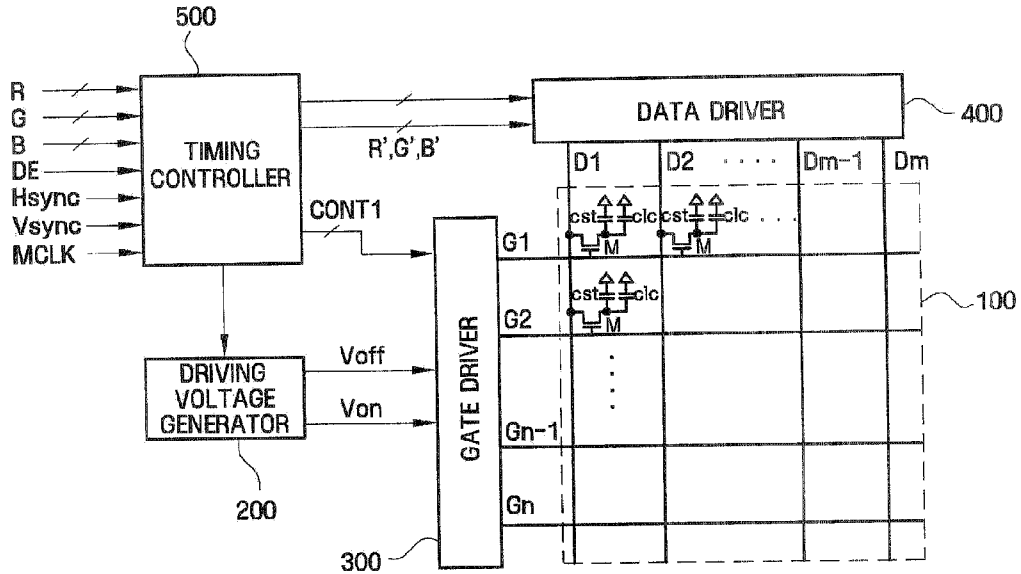 500
R
G
B
DE
Hsync
Vsync
MCLK
TIMING
CONTROLLER
R',G',B'
CONT1
DATA DRIVER
400
D1 D2 ..... Dm-1 Dm
cst clc cst clc ....
G1 M M
cst clc
G2 M
100
DRIVING
VOLTAGE
GENERATOR
Voff
Von
200
GATE DRIVER
Gn-1
Gn
300